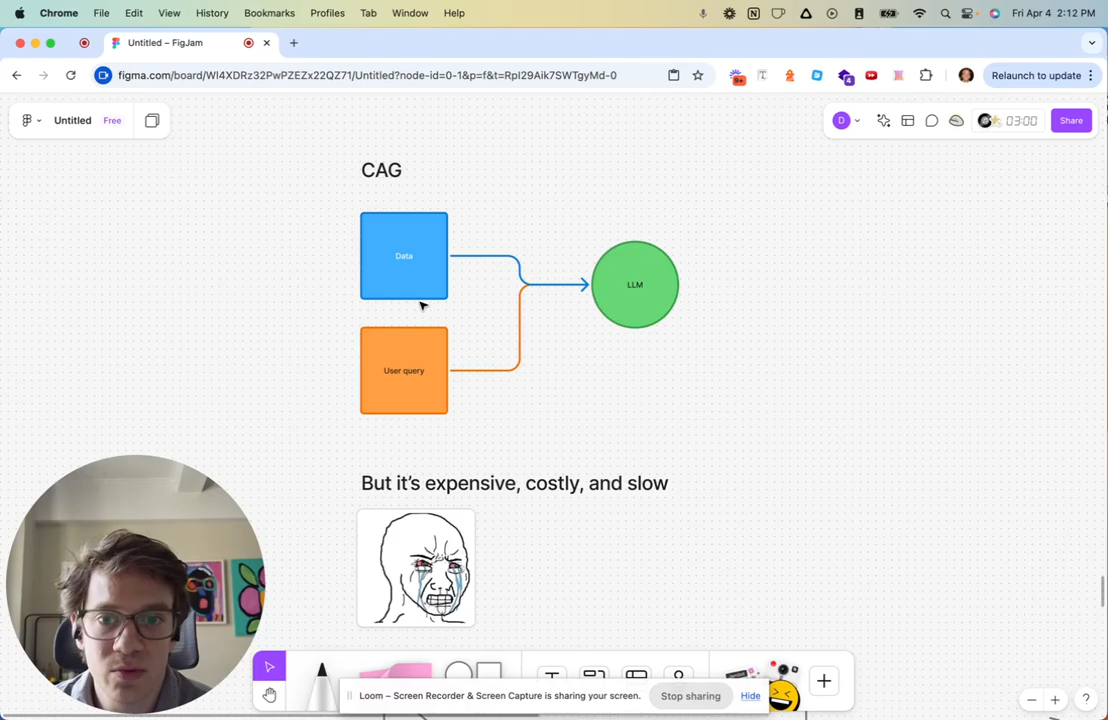 Chrome File Edit View History Bookmarks Profiles Tab Window Help Fri Apr 4 2:12 PM
Untitled – FigJam
figma.com/board/WI4XDRz32PwPZEZx22QZ71/Untitled?node-id=0-1&p=f&t=RpI29Aik7SWTgyMd-0 9+ 4 Relaunch to update
Untitled Free D 03:00 Share
CAG
Data
LLM
User query
But it's expensive, costly, and slow
Loom – Screen Recorder & Screen Capture is sharing your screen. Stop sharing Hide